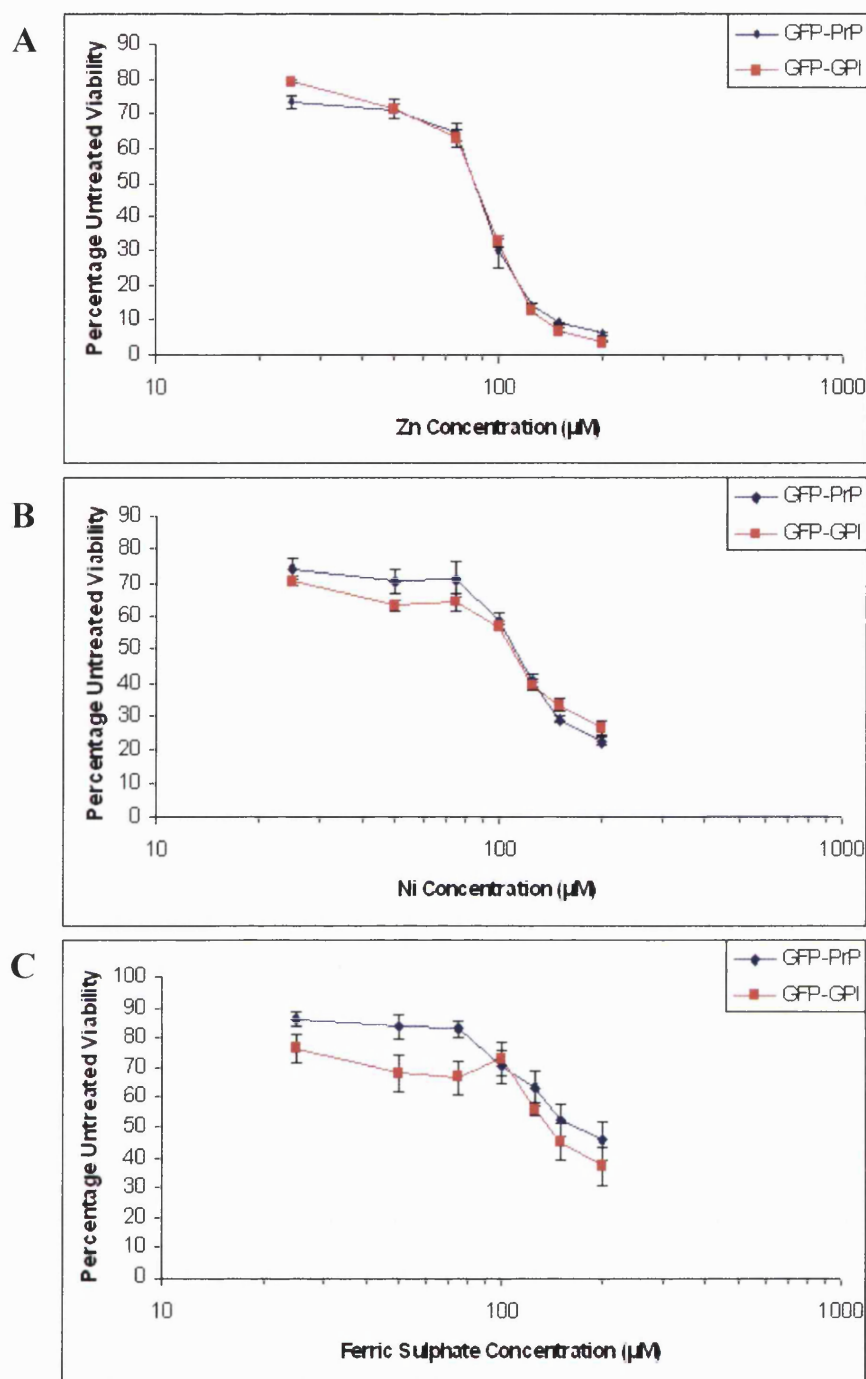 A
GFP-PrP
GFP-GPI
Percentage Untreated Viability
90
80
70
60
50
40
30
20
10
0
10
100
1000
Zn Concentration (µM)
B
GFP-PrP
GFP-GPI
Percentage Untreated Viability
90
80
70
60
50
40
30
20
10
0
10
100
1000
Ni Concentration (µM)
C
GFP-PrP
GFP-GPI
Percentage Untreated Viability
100
90
80
70
60
50
40
30
20
10
0
10
100
1000
Ferric Sulphate Concentration (µM)